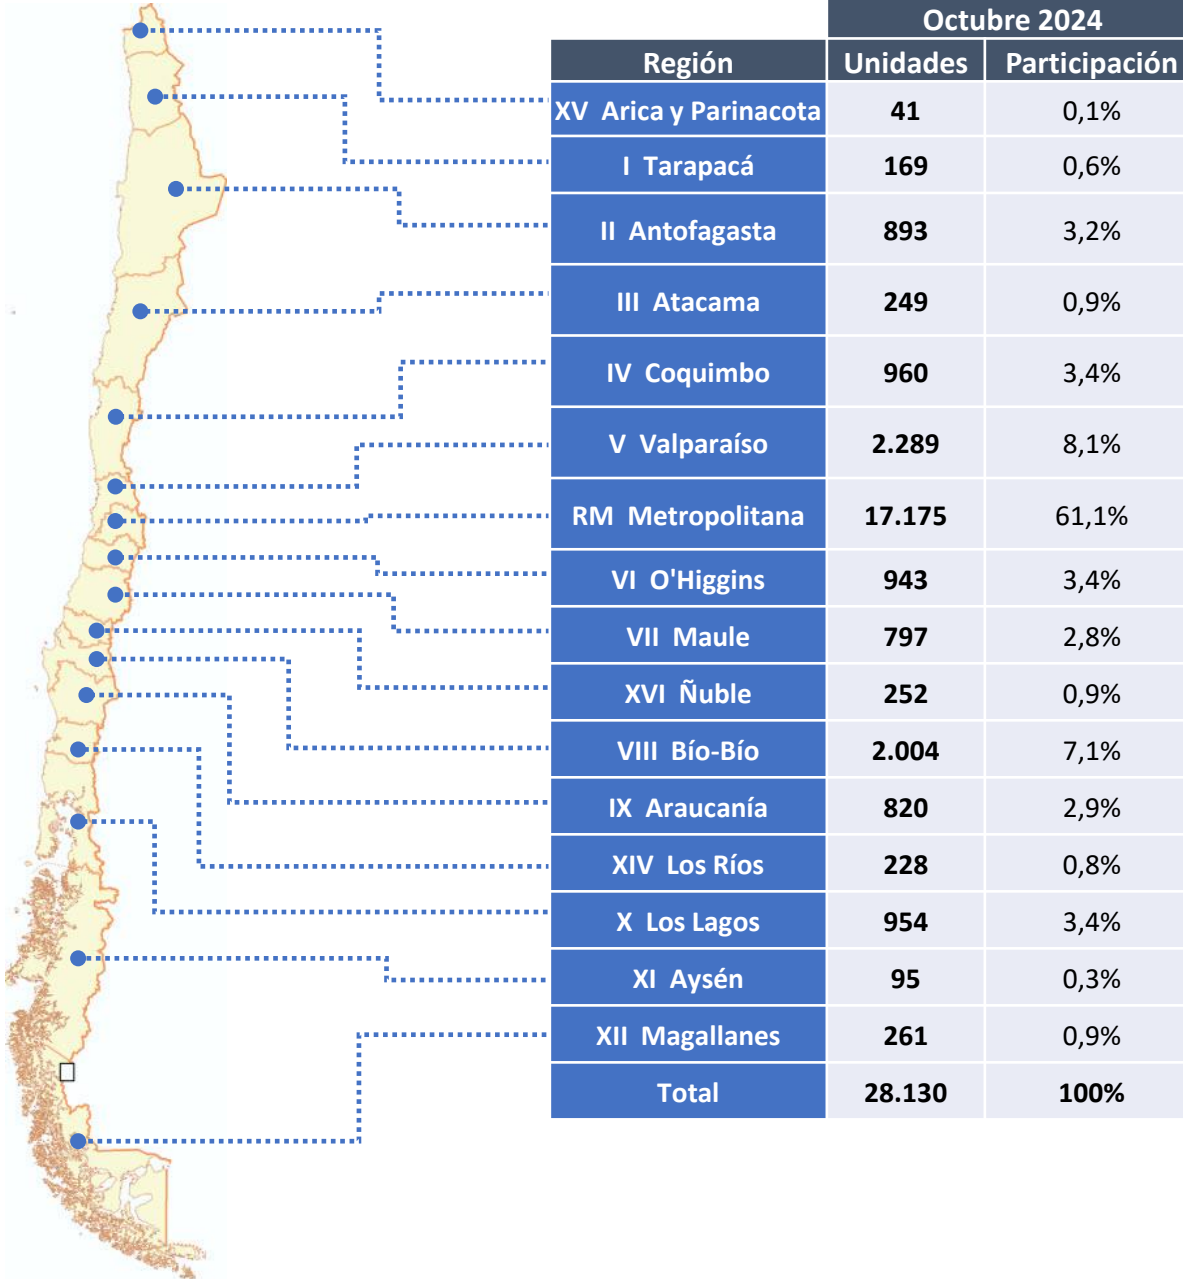 Octubre 2024
Región Unidades Participación
XV Arica y Parinacota 41 0,1%
I Tarapacá 169 0,6%
II Antofagasta 893 3,2%
III Atacama 249 0,9%
IV Coquimbo 960 3,4%
V Valparaíso 2.289 8,1%
RM Metropolitana 17.175 61,1%
VI O'Higgins 943 3,4%
VII Maule 797 2,8%
XVI Ñuble 252 0,9%
VIII Bío-Bío 2.004 7,1%
IX Araucanía 820 2,9%
XIV Los Ríos 228 0,8%
X Los Lagos 954 3,4%
XI Aysén 95 0,3%
XII Magallanes 261 0,9%
Total 28.130 100%